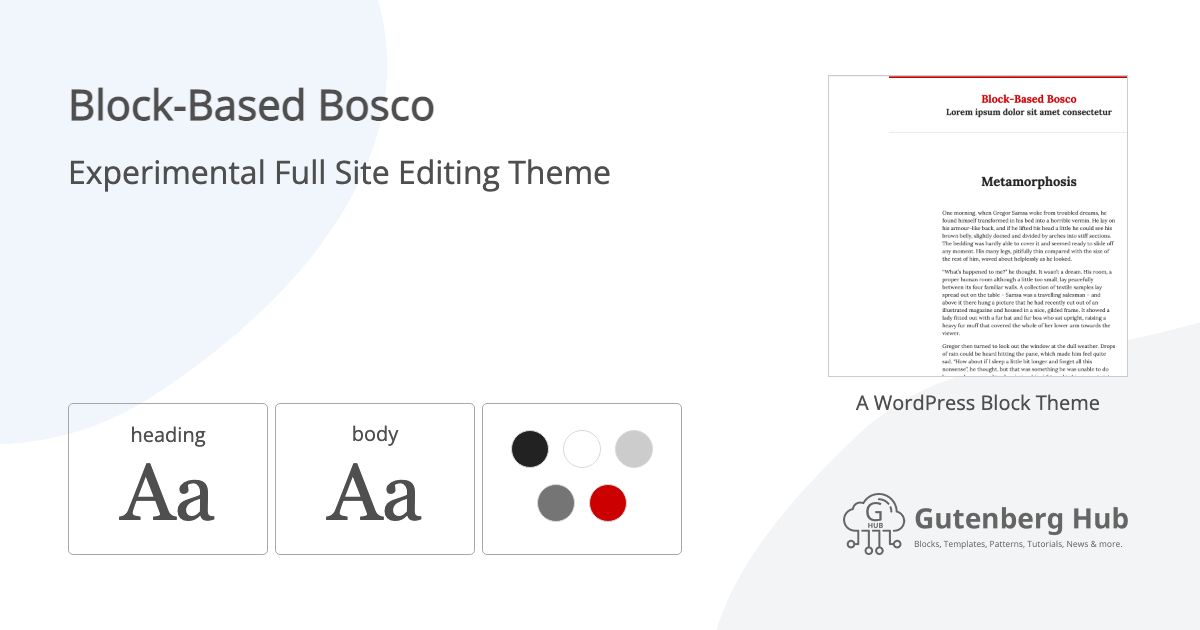 Block-Based Bosco
Experimental Full Site Editing Theme
Block-Based Bosco
Lorem ipsum dolor sit amet consectetur
Metamorphosis
One morning, when Gregor Samsa woke from troubled dreams, he
found himself transformed in his bed into a horrible vermin. He lay on
his armour-like back, and if he lifted his head a little he could see his
brown belly, slightly domed and divided by arches into stiff sections.
The bedding was hardly able to cover it and seemed ready to slide off
any moment. His many legs, pitifully thin compared with the size of
the rest of him, waved about helplessly as he looked.
"What's happened to me?" he thought. It wasn't a dream. His room, a
proper human room although a little too small, lay peacefully
between its four familiar walls. A collection of textile samples lay
spread out on the table – Samsa was a travelling salesman – and
above it there hung a picture that he had recently cut out of an
illustrated magazine and housed in a nice, gilded frame. It showed a
lady fitted out with a fur hat and fur boa who sat upright, raising a
heavy fur muff that covered the whole of her lower arm towards the
viewer.
Gregor then turned to look out the window at the dull weather. Drops
of rain could be heard hitting the pane, which made him feel quite
sad. "How about if I sleep a little bit longer and forget all this
nonsense", he thought, but that was something he was unable to do
A WordPress Block Theme
heading
Aa
body
Aa
G
HUB
Gutenberg Hub
Blocks, Templates, Patterns, Tutorials, News & more.